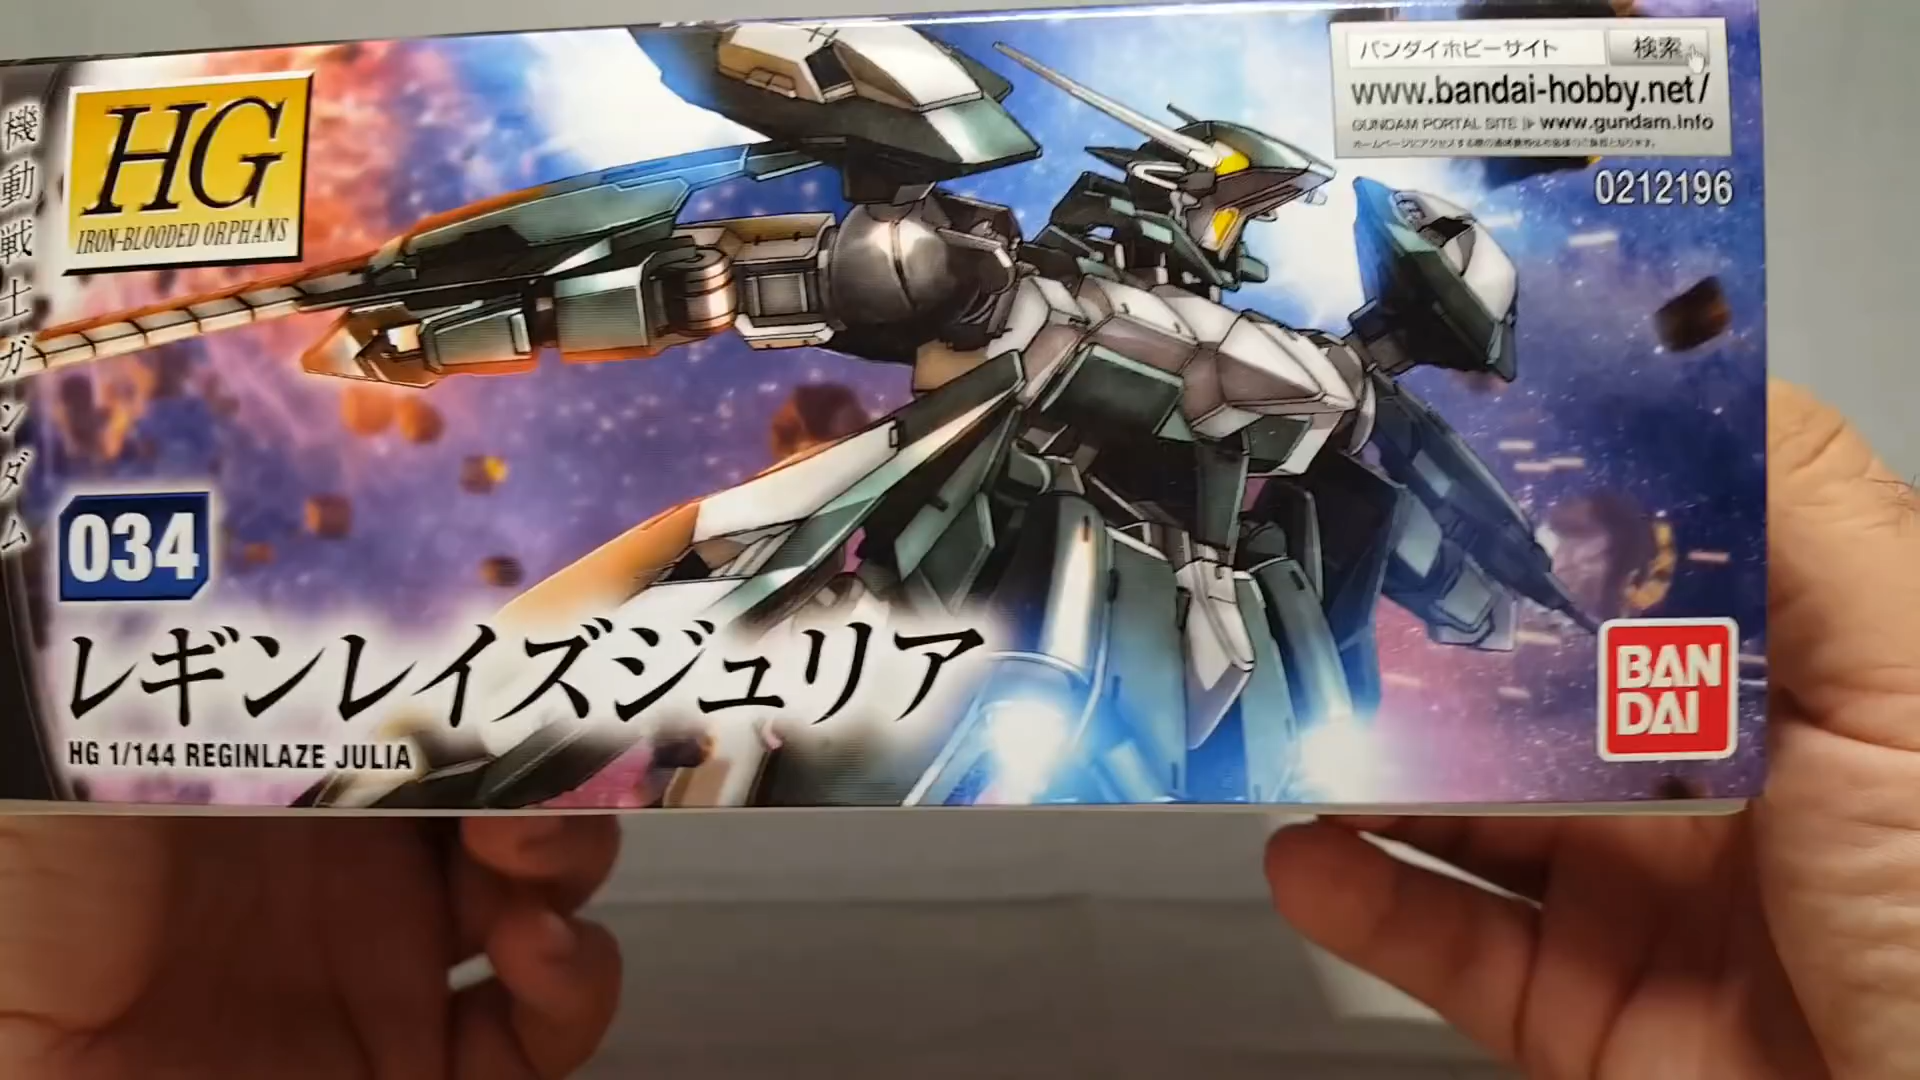 機動戦士ガンダム
HG
IRON-BLOODED ORPHANS
バンダイホビーサイト 検索
www.bandai-hobby.net/
GUNDAM PORTAL SITE ▷ www.gundam.info
0212196
034
レギンレイズジュリア
HG 1/144 REGINLAZE JULIA
BAN
DAI